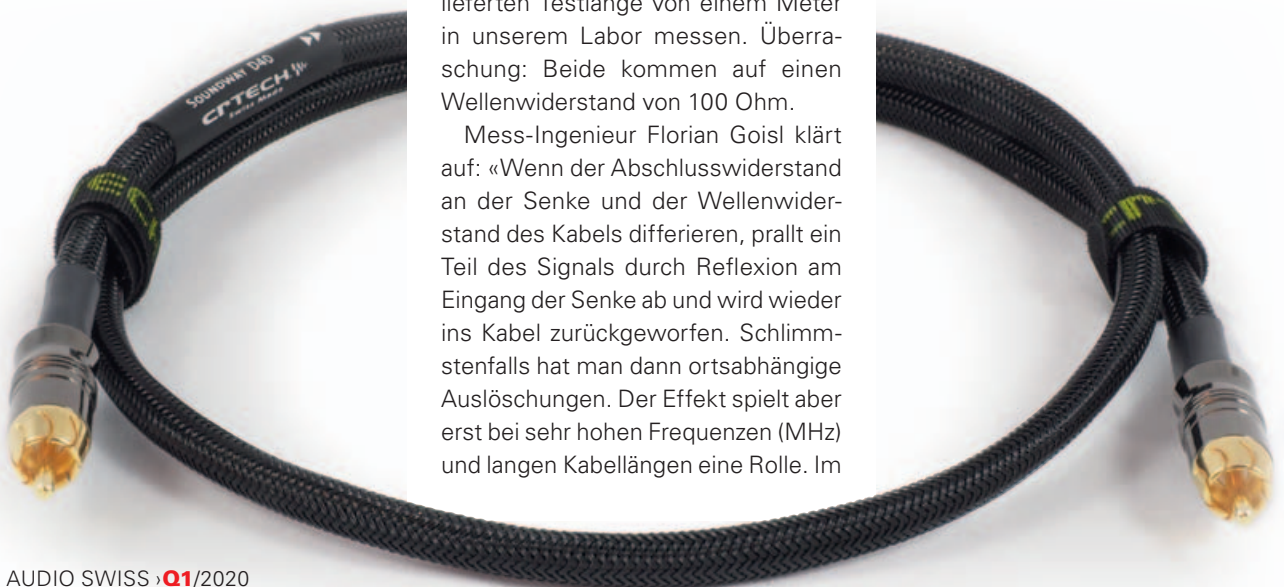 lieferten Testlänge von einem Meter
in unserem Labor messen. Überra-
schung: Beide kommen auf einen
Wellenwiderstand von 100 Ohm.
Mess-Ingenieur Florian Goisl klärt
auf: «Wenn der Abschlusswiderstand
an der Senke und der Wellenwider-
stand des Kabels differieren, prallt ein
Teil des Signals durch Reflexion am
Eingang der Senke ab und wird wieder
ins Kabel zurückgeworfen. Schlimm-
stenfalls hat man dann ortsabhängige
Auslöschungen. Der Effekt spielt aber
erst bei sehr hohen Frequenzen (MHz)
und langen Kabellängen eine Rolle. Im
SOUNDWAY D40
Swiss Made
AUDIO SWISS ›Q1/2020